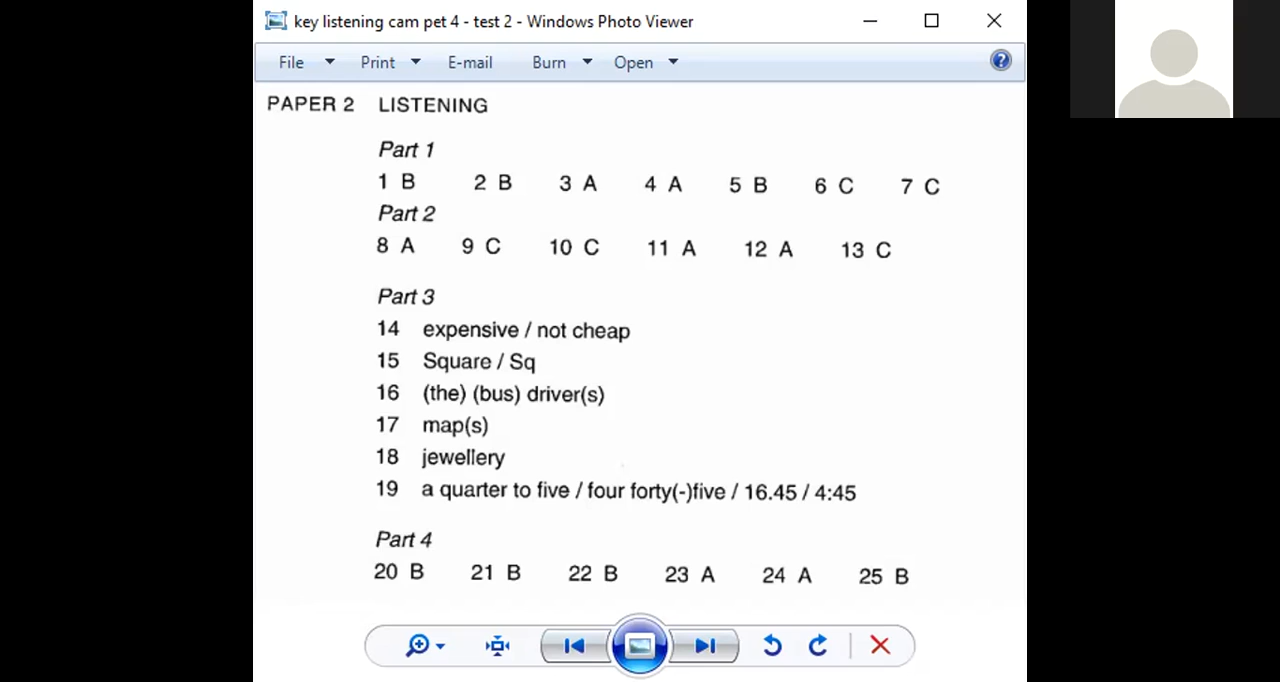 key listening cam pet 4 - test 2 - Windows Photo Viewer
File Print E-mail Burn Open
PAPER 2 LISTENING
Part 1
1 B 2 B 3 A 4 A 5 B 6 C 7 C
Part 2
8 A 9 C 10 C 11 A 12 A 13 C
Part 3
14 expensive / not cheap
15 Square / Sq
16 (the) (bus) driver(s)
17 map(s)
18 jewellery
19 a quarter to five / four forty(-)five / 16.45 / 4:45
Part 4
20 B 21 B 22 B 23 A 24 A 25 B